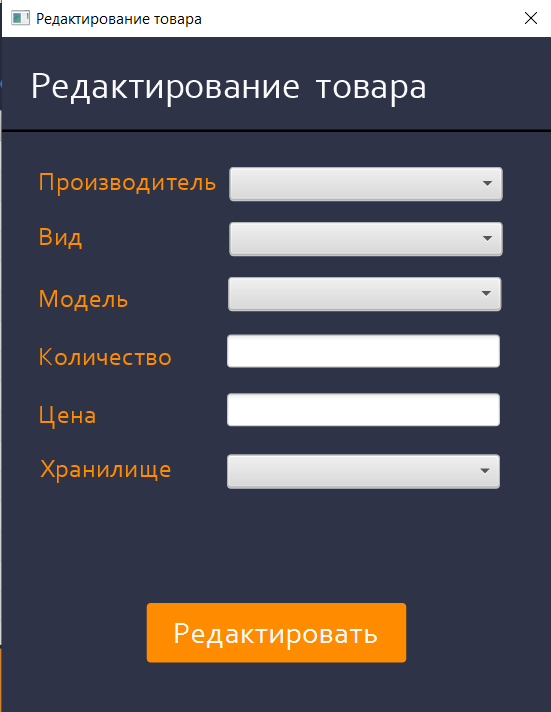 Редактирование товара
Редактирование товара
Производитель
Вид
Модель
Количество
Цена
Хранилище
Редактировать